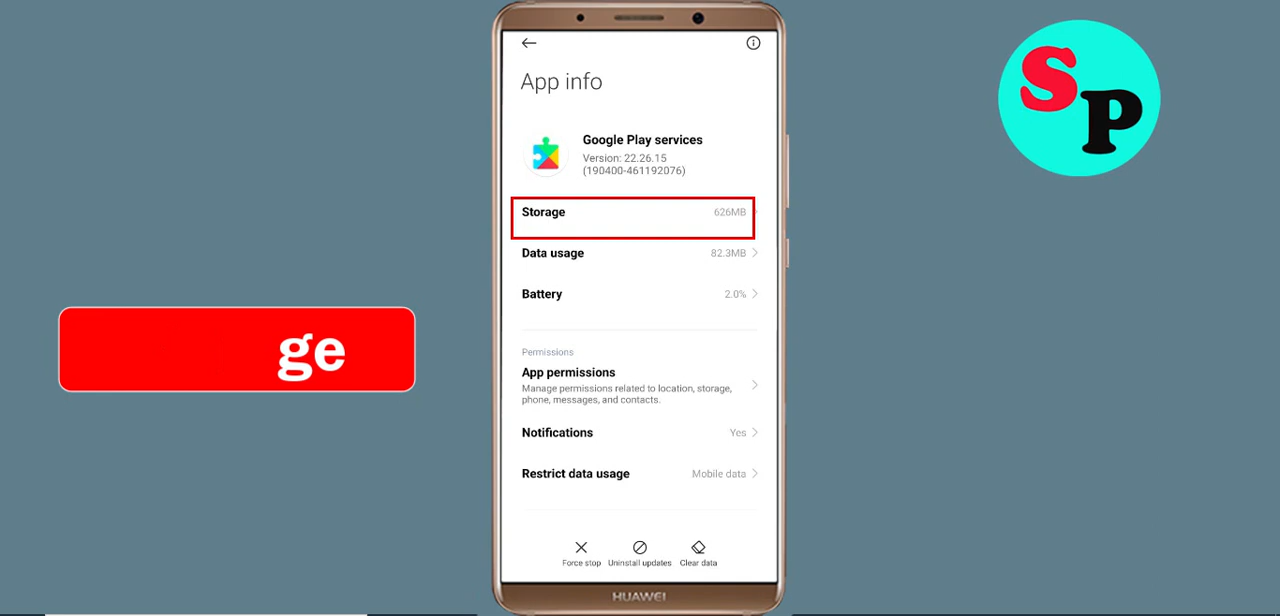 App info
Google Play services
Version: 22.26.15
(190400-461192076)
Storage 626MB
Data usage 82.3MB
Battery 2.0%
Permissions
App permissions
Manage permissions related to location, storage,
phone, messages, and contacts.
Notifications Yes
Restrict data usage Mobile data
Force stop Uninstall updates Clear data
HUAWEI
ge
SP